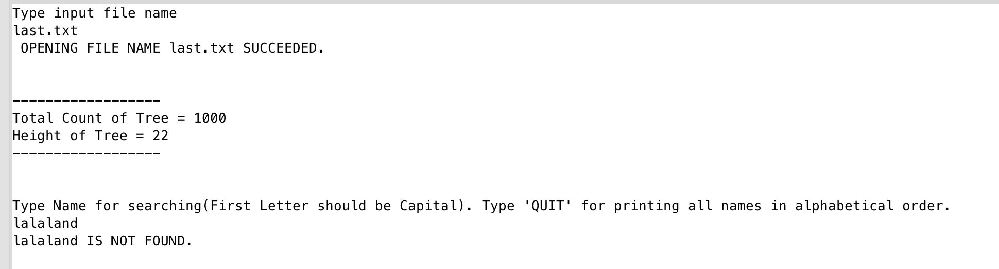 Type input file name
last.txt
 OPENING FILE NAME last.txt SUCCEEDED.
------------------
Total Count of Tree = 1000
Height of Tree = 22
------------------
Type Name for searching(First Letter should be Capital). Type 'QUIT' for printing all names in alphabetical order.
lalaland
lalaland IS NOT FOUND.